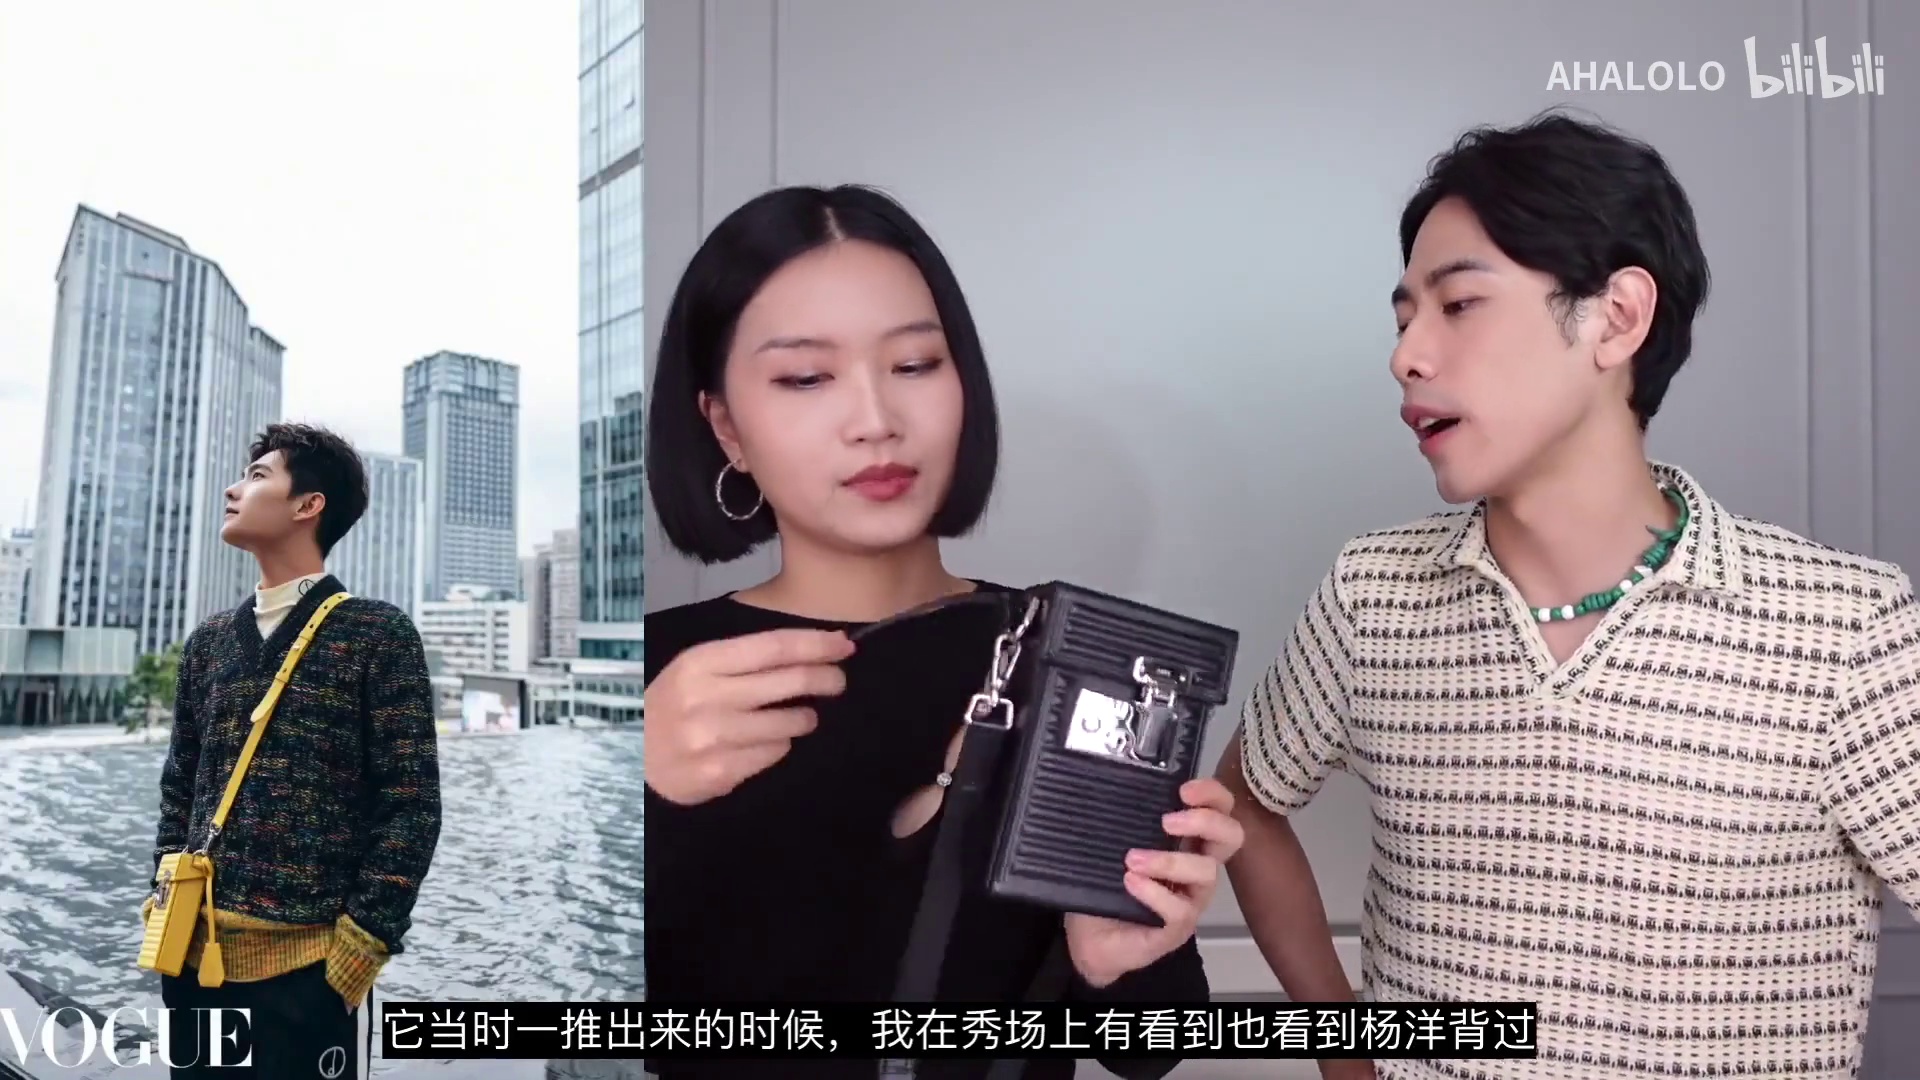 AHALOLO bilibili
VOGUE
它当时一推出来的时候，我在秀场上有看到也看到杨洋背过